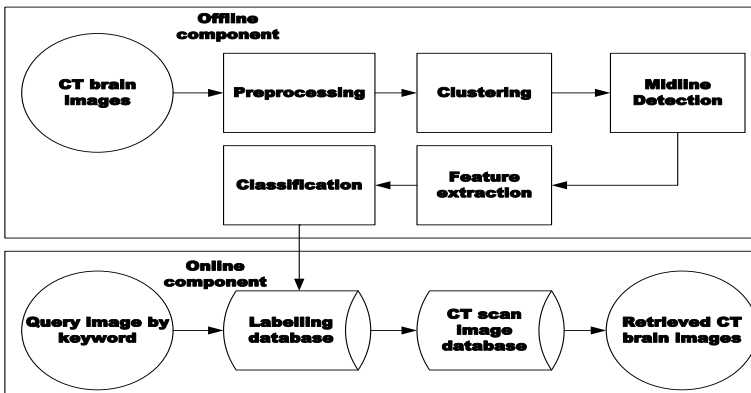 Offline
component
CT brain
images
Preprocessing
Clustering
Midline
Detection
Classification
Feature
extraction
Online
component
Query image by
keyword
Labelling
database
CT scan
image
database
Retrieved CT
brain images